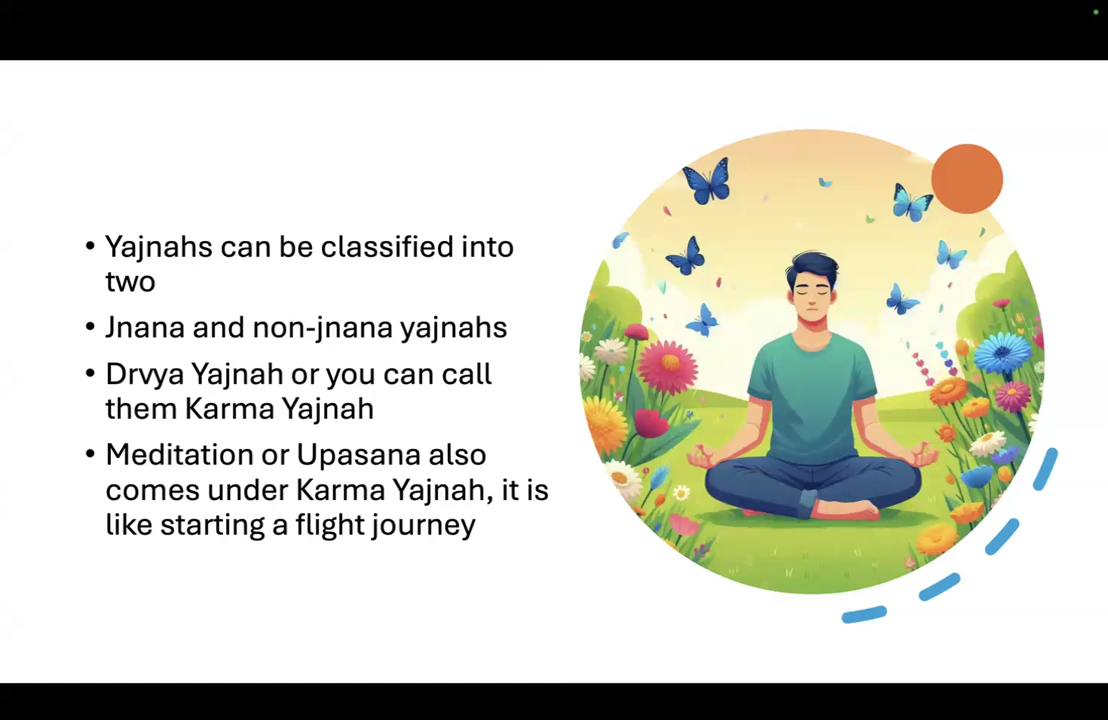 • Yajnahs can be classified into
two
• Jnana and non-jnana yajnahs
• Drvya Yajnah or you can call
them Karma Yajnah
• Meditation or Upasana also
comes under Karma Yajnah, it is
like starting a flight journey